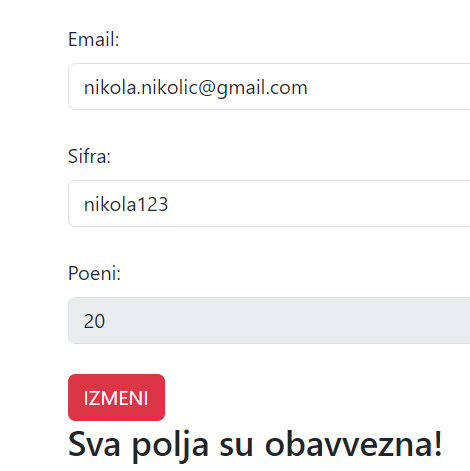 Email:
nikola.nikolic@gmail.com
Sifra:
nikola123
Poeni:
20
IZMENI
Sva polja su obavvezna!